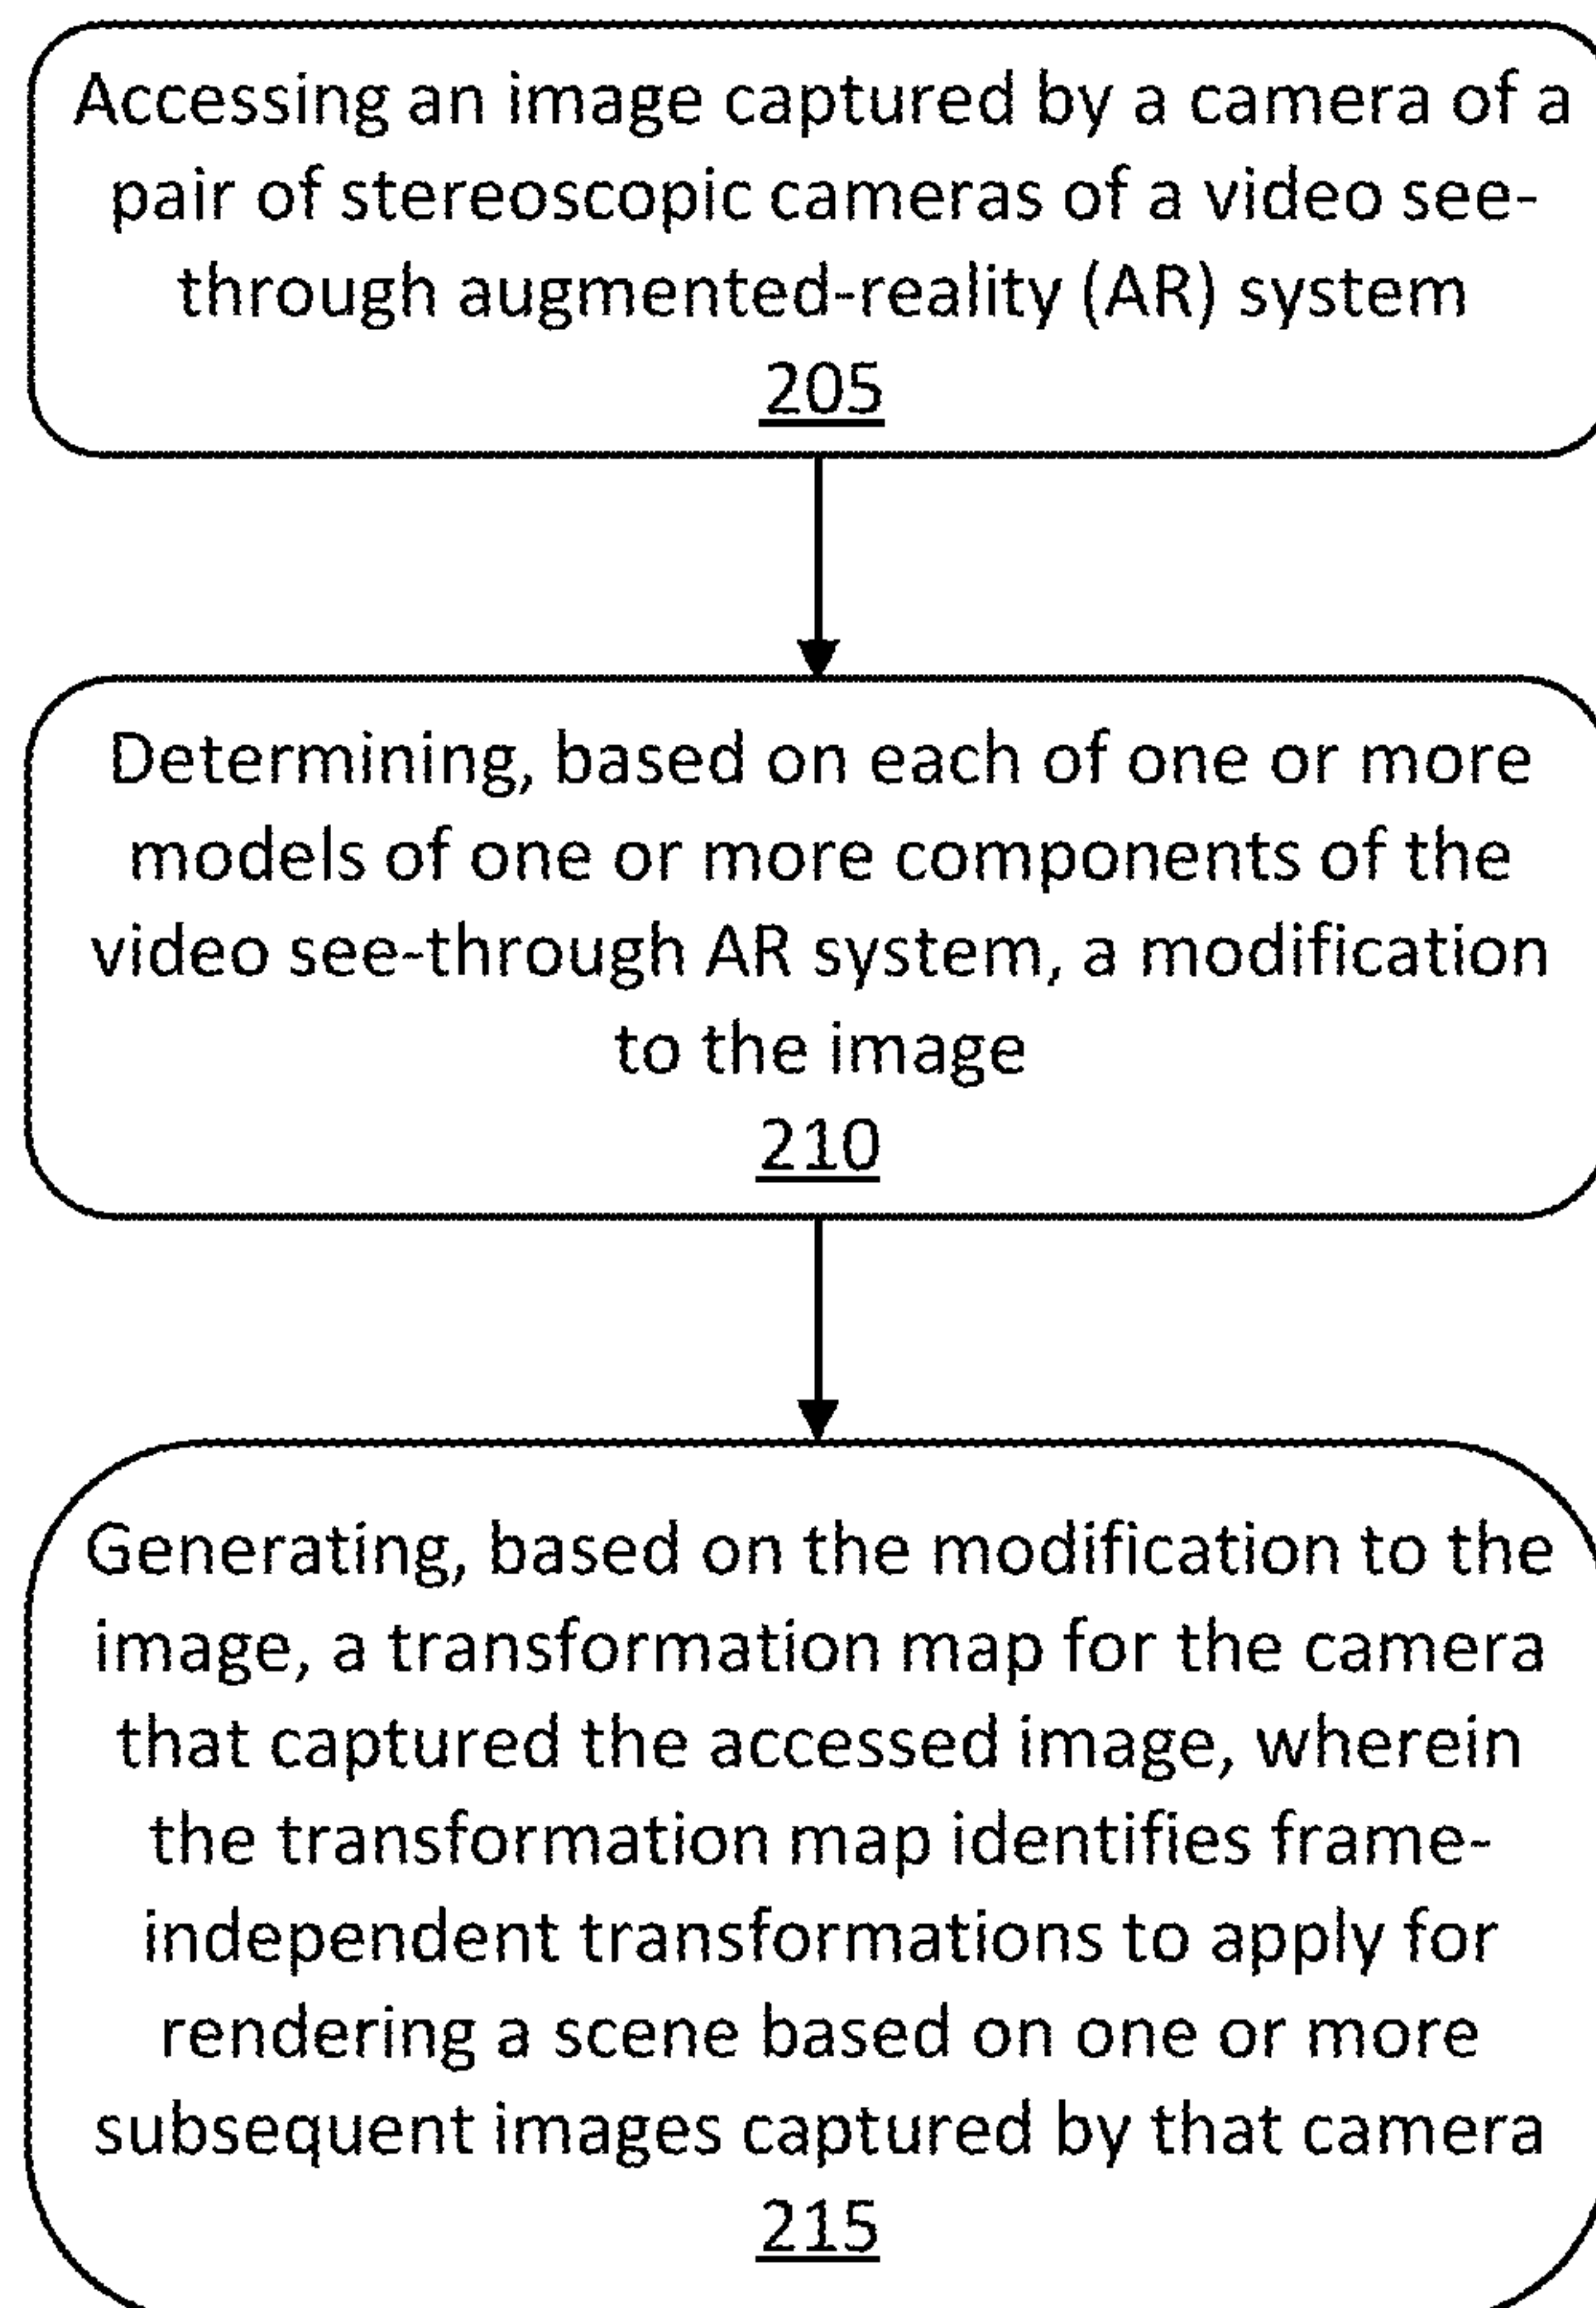 Accessing an image captured by a camera of a
pair of stereoscopic cameras of a video see-
through augmented-reality (AR) system
205
Determining, based on each of one or more
models of one or more components of the
video see-through AR system, a modification
to the image
210
Generating, based on the modification to the
image, a transformation map for the camera
that captured the accessed image, wherein
the transformation map identifies frame-
independent transformations to apply for
rendering a scene based on one or more
subsequent images captured by that camera
215